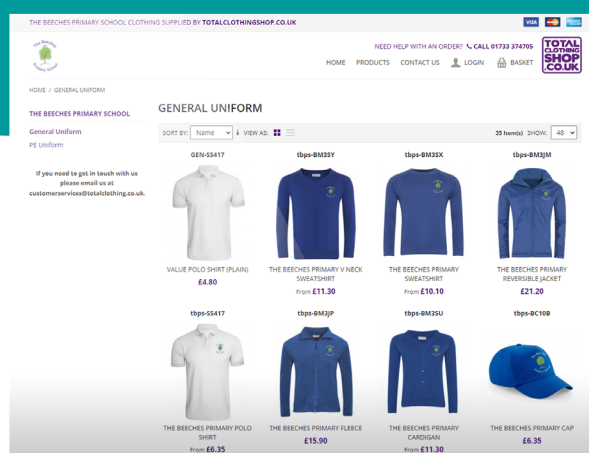 THE BEECHES PRIMARY SCHOOL CLOTHING SUPPLIED BY TOTALCLOTHINGSHOP.CO.UK
VISA
The Beeches
Primary School
NEED HELP WITH AN ORDER? CALL 01733 374705
HOME PRODUCTS CONTACT US LOGIN BASKET
TOTAL
CLOTHING
SHOP
.CO.UK
HOME / GENERAL UNIFORM
THE BEECHES PRIMARY SCHOOL
General Uniform
PE Uniform
If you need to get in touch with us
please email us at
customerservices@totalclothing.co.uk.
GENERAL UNIFORM
SORT BY: Name VIEW AS:
35 Item(s) SHOW: 48
GEN-SS417
VALUE POLO SHIRT (PLAIN)
£4.80
tbps-BM3SY
THE BEECHES PRIMARY V NECK
SWEATSHIRT
From £11.30
tbps-BM3SX
THE BEECHES PRIMARY
SWEATSHIRT
From £10.10
tbps-BM3JM
THE BEECHES PRIMARY
REVERSIBLE JACKET
£21.20
tbps-SS417
THE BEECHES PRIMARY POLO
SHIRT
From £6.35
tbps-BM3JP
THE BEECHES PRIMARY FLEECE
£15.90
tbps-BM3SU
THE BEECHES PRIMARY
CARDIGAN
From £11.30
tbps-BC10B
THE BEECHES PRIMARY CAP
£6.35